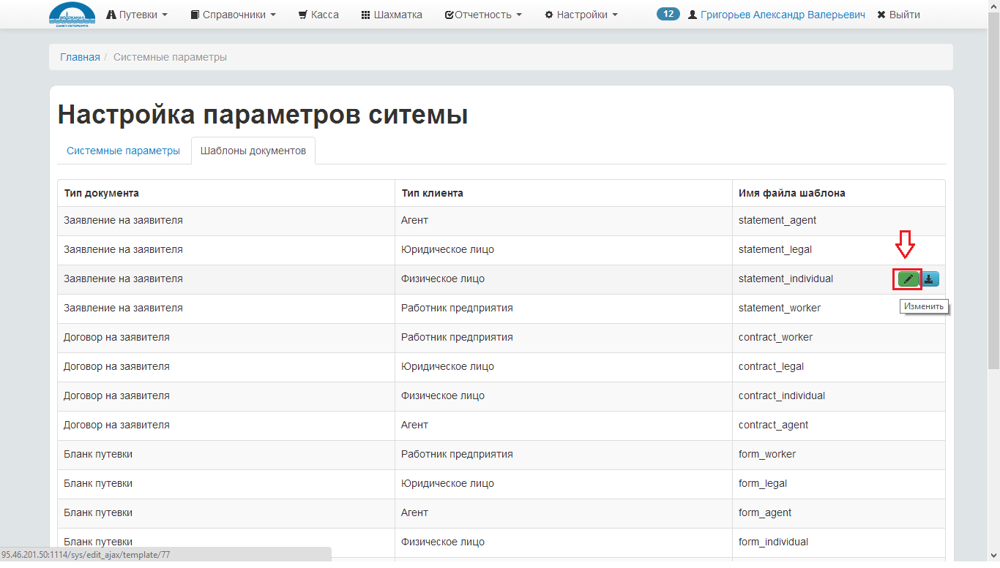 ВОДОКАНАЛ
САНКТ-ПЕТЕРБУРГА
Путевки Справочники Касса Шахматка Отчетность Настройки 12 Григорьев Александр Валерьевич Выйти
Главная / Системные параметры
Настройка параметров ситемы
Системные параметры Шаблоны документов
Тип документа Тип клиента Имя файла шаблона
Заявление на заявителя Агент statement_agent
Заявление на заявителя Юридическое лицо statement_legal
Заявление на заявителя Физическое лицо statement_individual
Изменить
Заявление на заявителя Работник предприятия statement_worker
Договор на заявителя Работник предприятия contract_worker
Договор на заявителя Юридическое лицо contract_legal
Договор на заявителя Физическое лицо contract_individual
Договор на заявителя Агент contract_agent
Бланк путевки Работник предприятия form_worker
Бланк путевки Юридическое лицо form_legal
Бланк путевки Агент form_agent
Бланк путевки Физическое лицо form_individual
95.46.201.50:1114/sys/edit_ajax/template/77